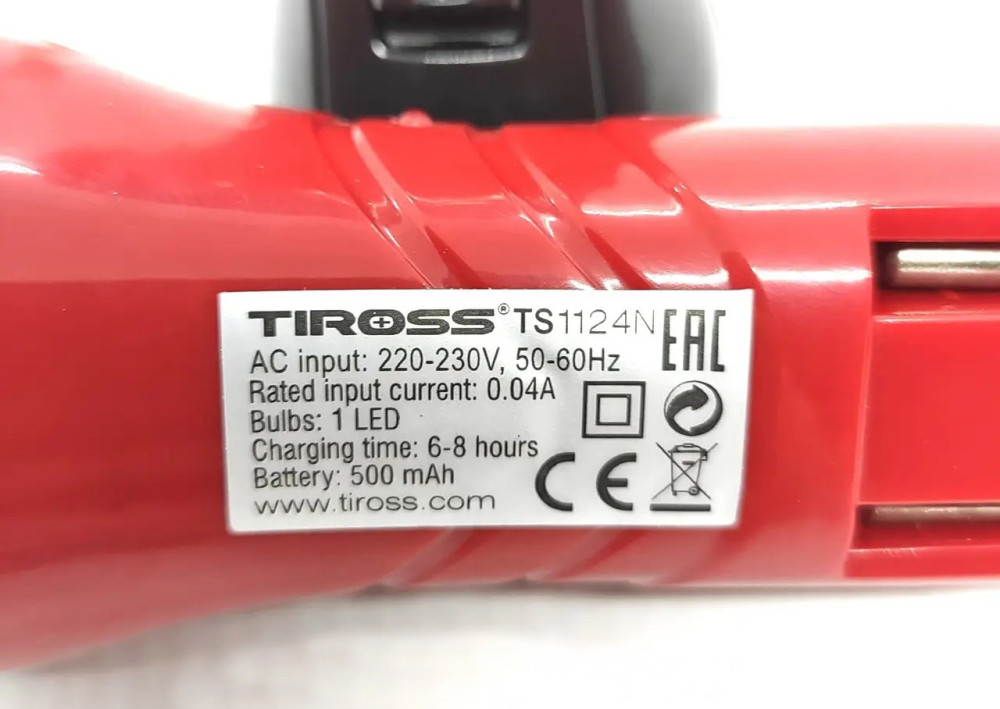 TIROSS® TS1124N EAC
AC input: 220-230V, 50-60Hz
Rated input current: 0.04A
Bulbs: 1 LED
Charging time: 6-8 hours
Battery: 500 mAh
www.tiross.com
CE